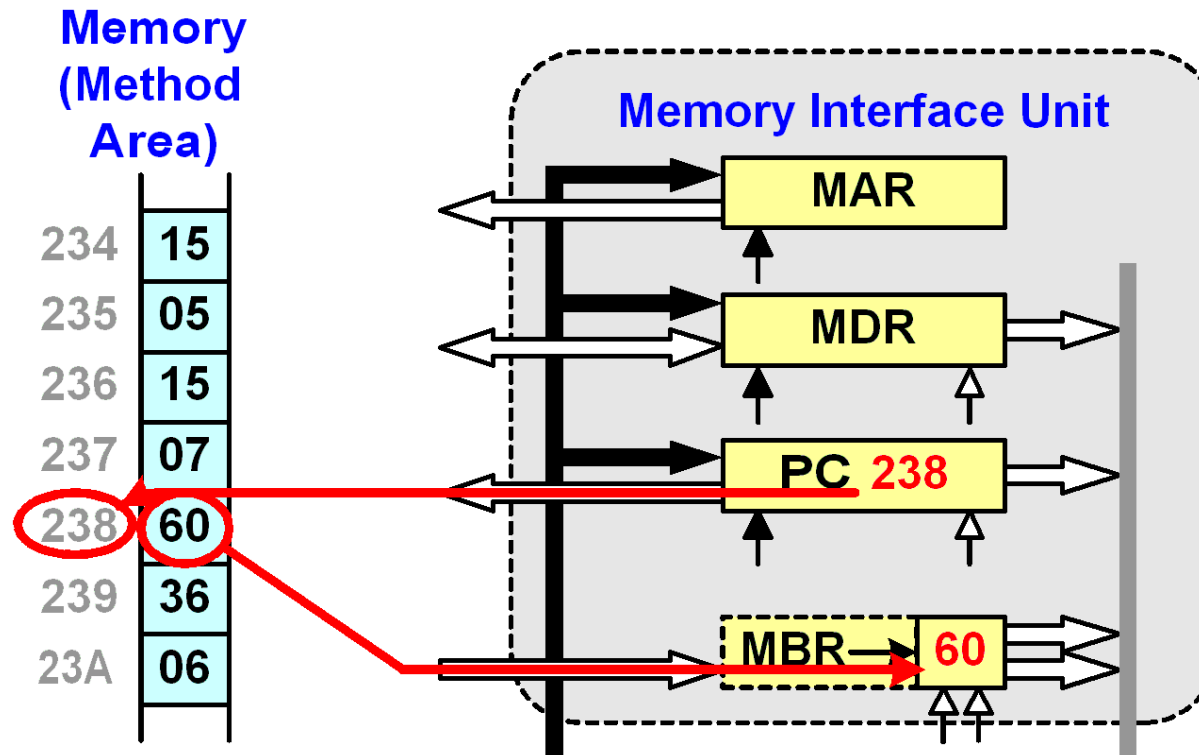 Memory
(Method
Area)
Memory Interface Unit
MAR
234 15
235 05
MDR
236 15
237 07
PC 238
238 60
239 36
MBR 60
23A 06